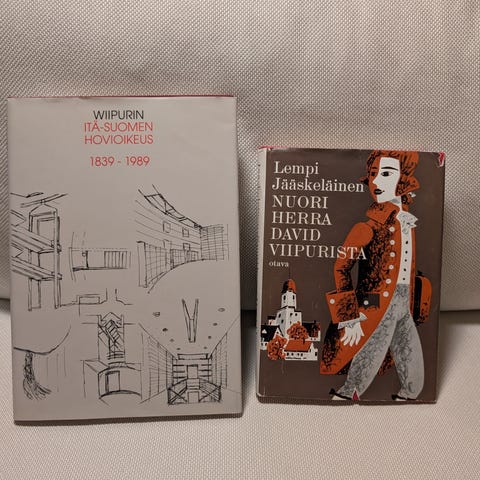 WIIPURIN
ITÄ-SUOMEN
HOVIOIKEUS
1839 - 1989
Lempi
Jääskeläinen
NUORI
HERRA
DAVID
VIIPURISTA
otava